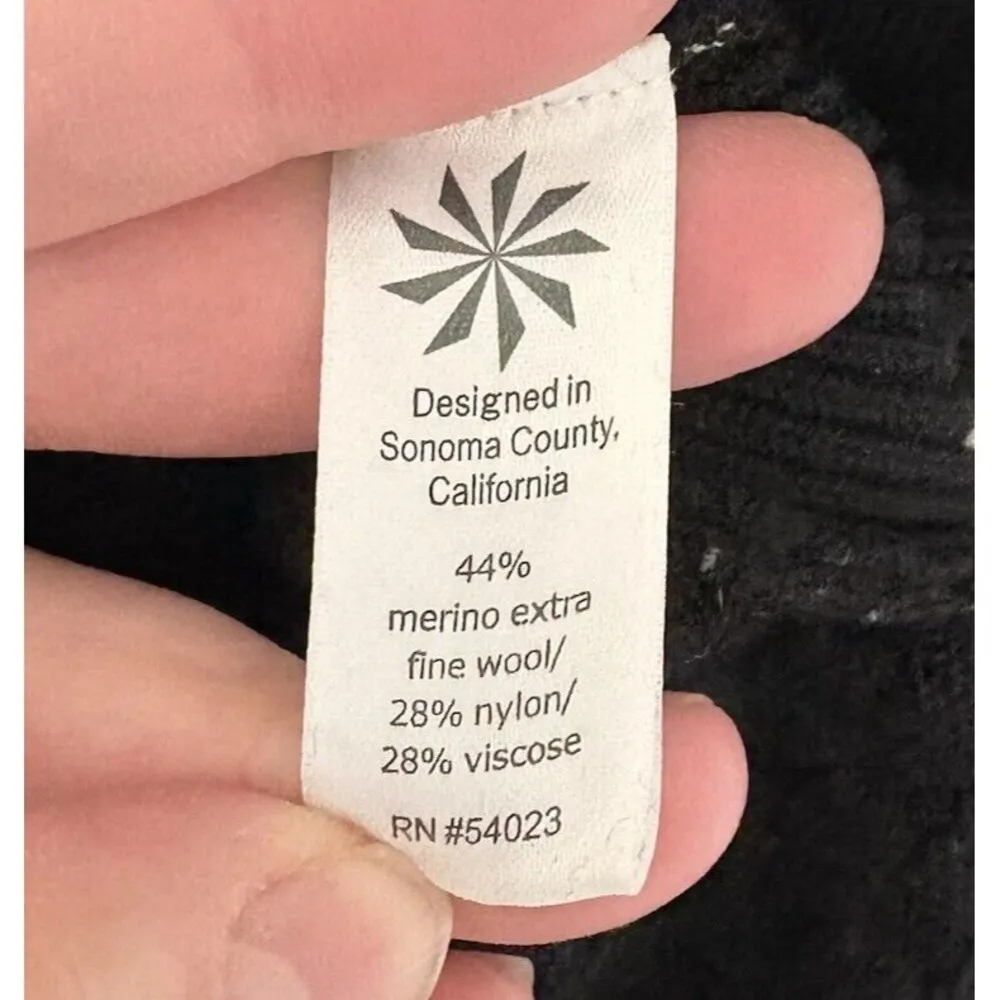 Designed in
Sonoma County,
California
44%
merino extra
fine wool/
28% nylon/
28% viscose
RN #54023